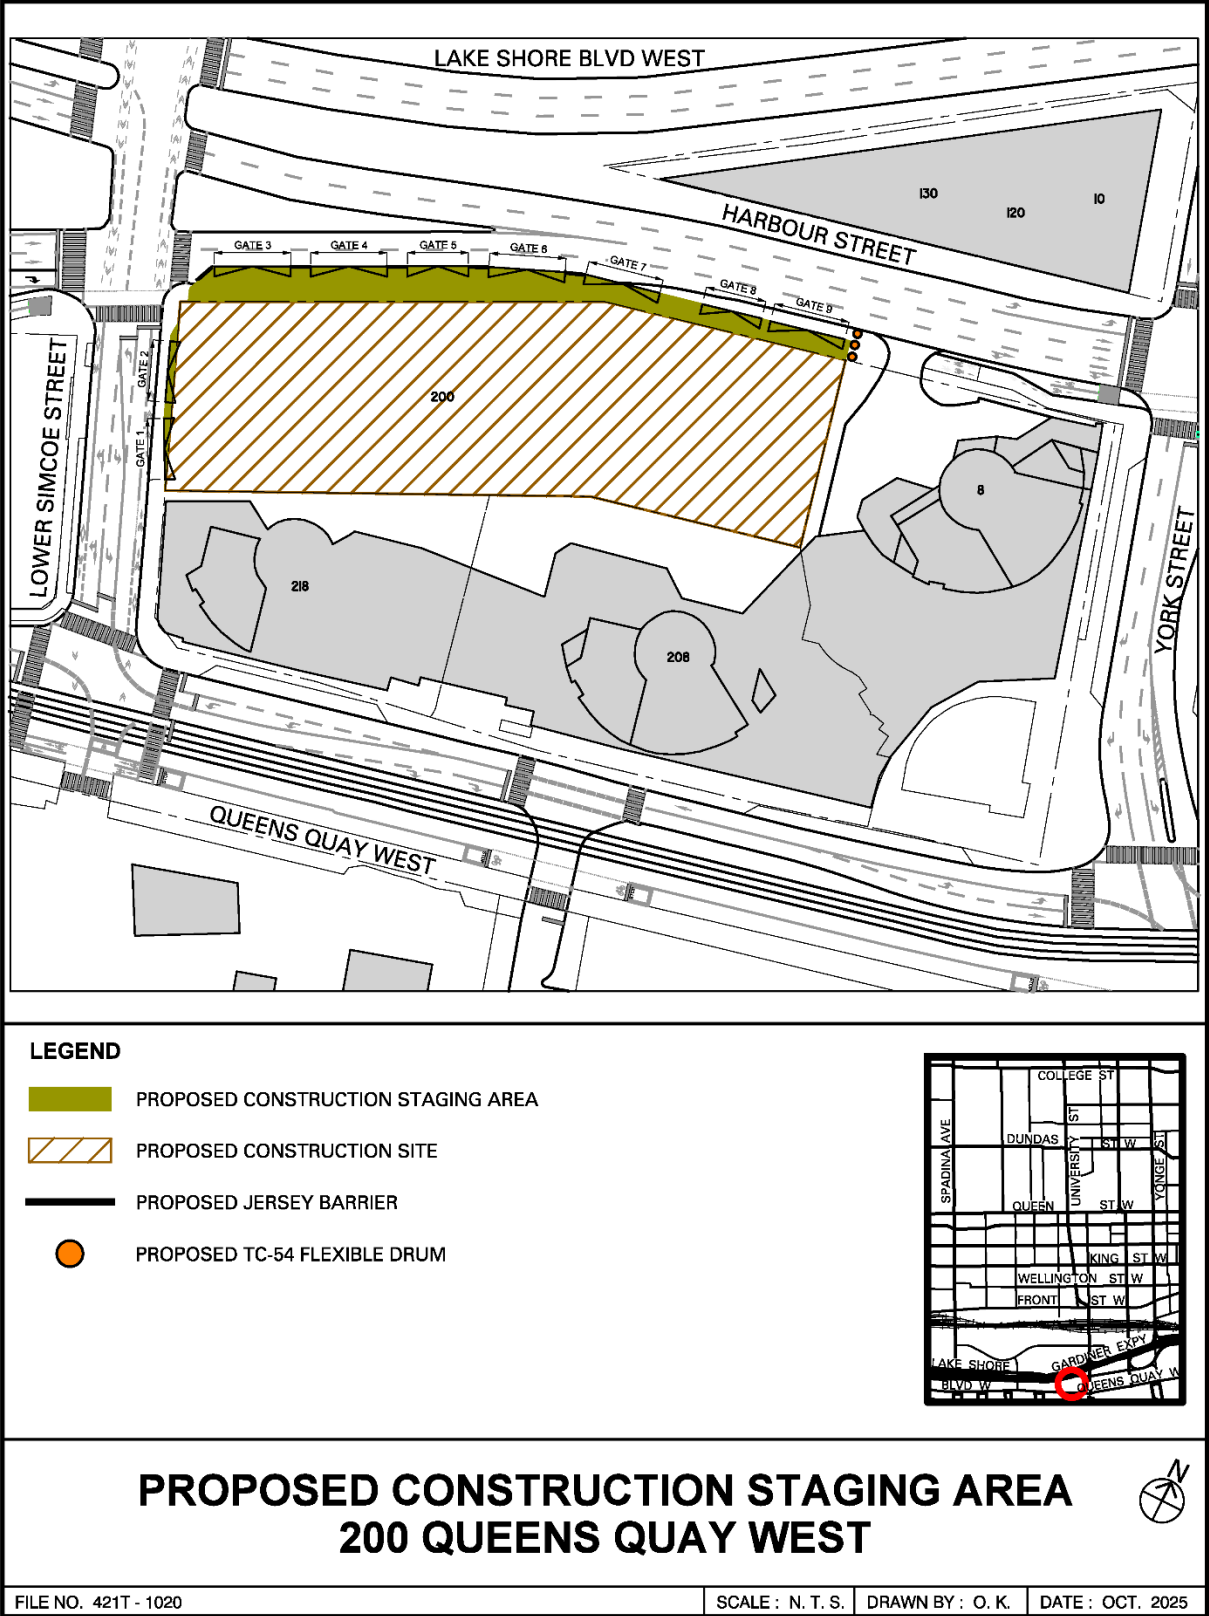 LAKE SHORE BLVD WEST
130
120
10
HARBOUR STREET
GATE 3
GATE 4
GATE 5
GATE 6
GATE 7
GATE 8
GATE 9
GATE 2
GATE 1
LOWER SIMCOE STREET
200
8
218
208
YORK STREET
QUEENS QUAY WEST
LEGEND
PROPOSED CONSTRUCTION STAGING AREA
PROPOSED CONSTRUCTION SITE
PROPOSED JERSEY BARRIER
PROPOSED TC-54 FLEXIBLE DRUM
COLLEGE ST
SPADINA AVE
DUNDAS ST W
UNIVERSITY ST
YONGE ST
QUEEN ST W
KING ST W
WELLINGTON ST W
FRONT ST W
GARDINER EXPY
LAKE SHORE
BLVD W
QUEENS QUAY W
PROPOSED CONSTRUCTION STAGING AREA
200 QUEENS QUAY WEST
N
FILE NO. 421T - 1020
SCALE : N. T. S.
DRAWN BY : O. K.
DATE : OCT. 2025